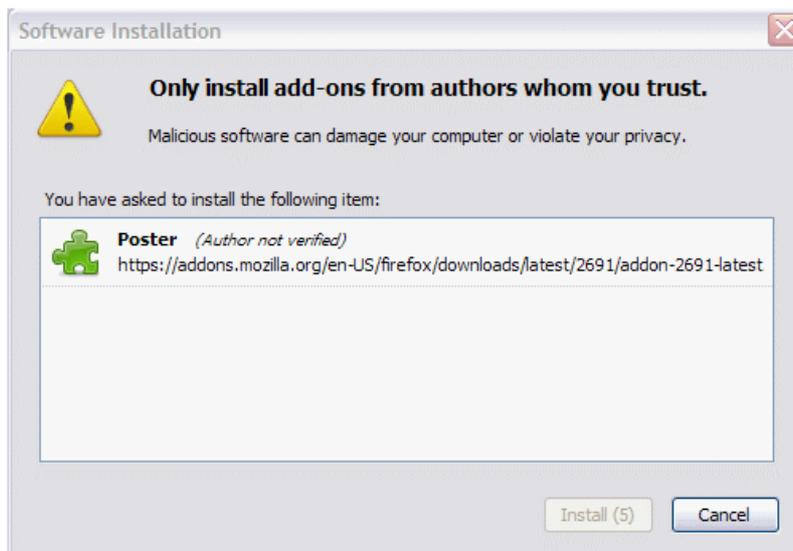 Software Installation
Only install add-ons from authors whom you trust.
Malicious software can damage your computer or violate your privacy.
You have asked to install the following item:
Poster (Author not verified)
https://addons.mozilla.org/en-US/firefox/downloads/latest/2691/addon-2691-latest
Install (5) Cancel